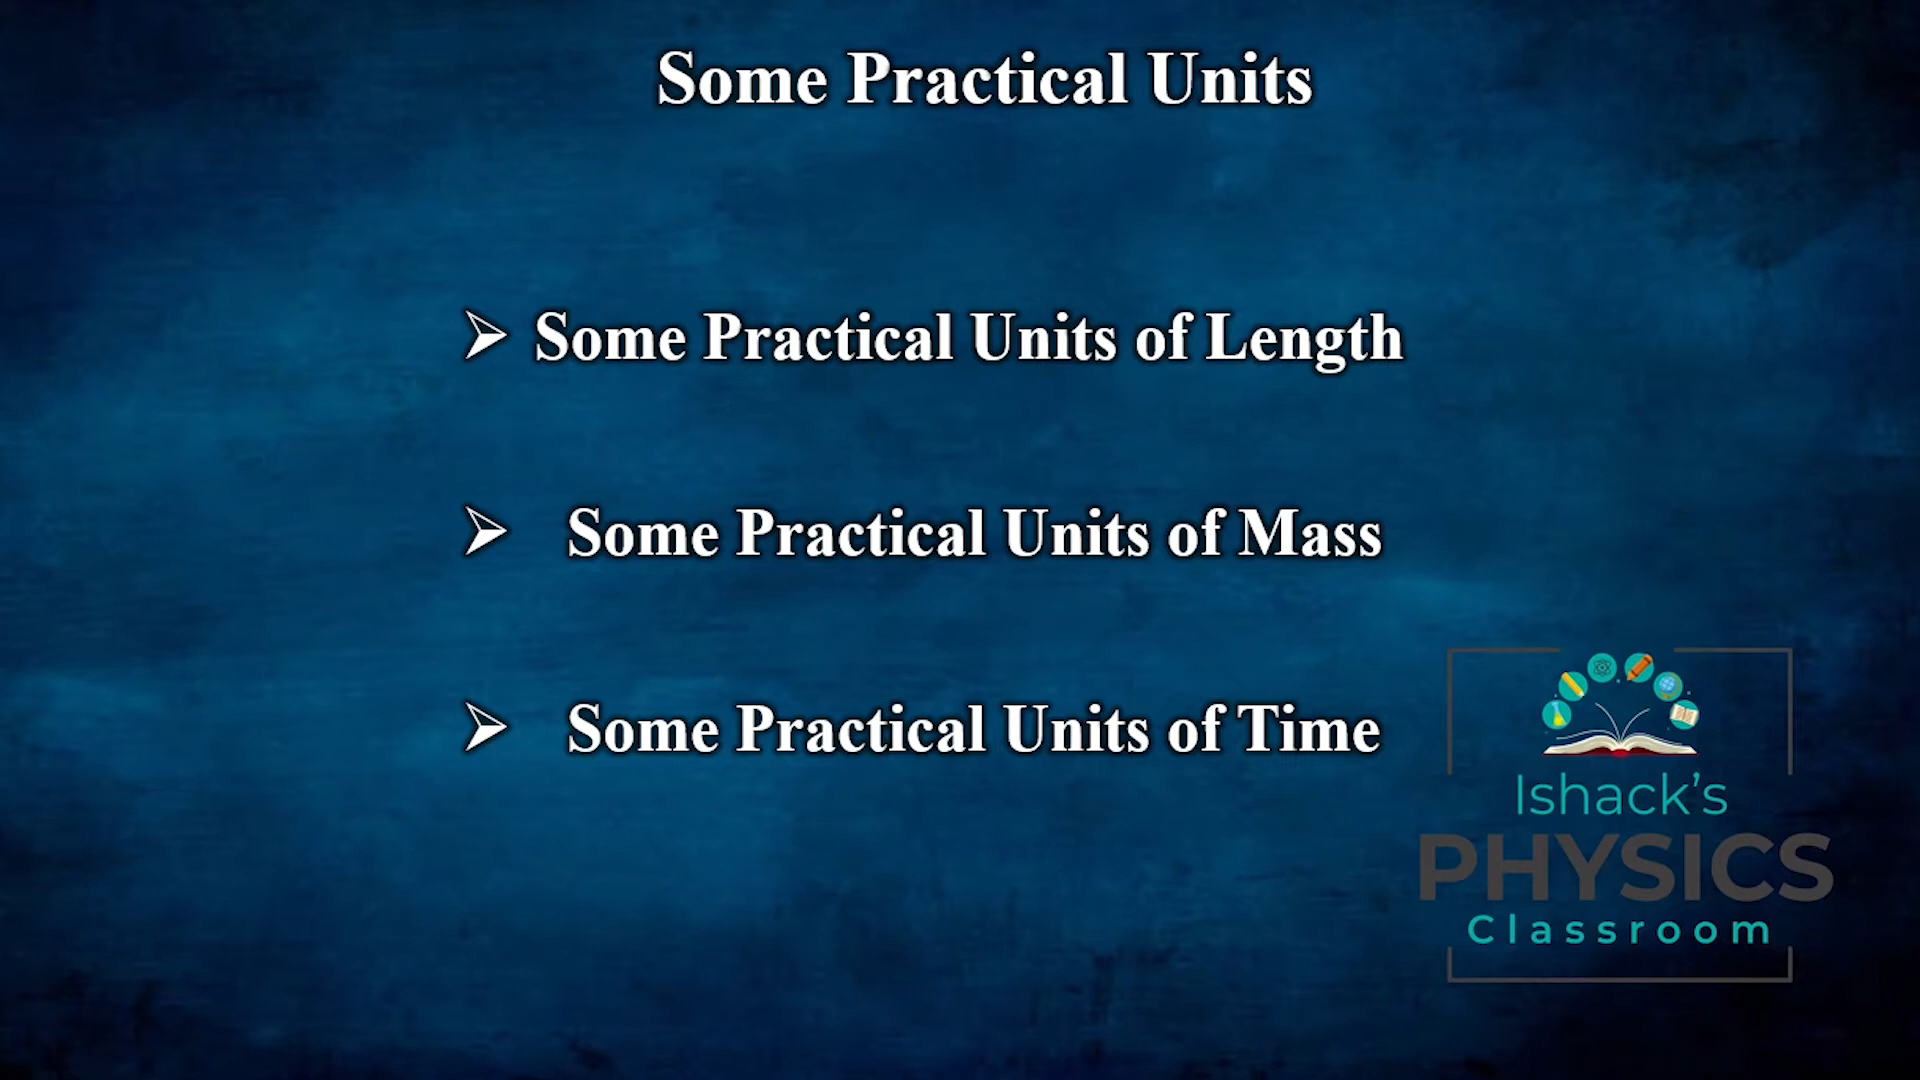 Some Practical Units
➢ Some Practical Units of Length
➢ Some Practical Units of Mass
➢ Some Practical Units of Time
Ishack's
PHYSICS
Classroom